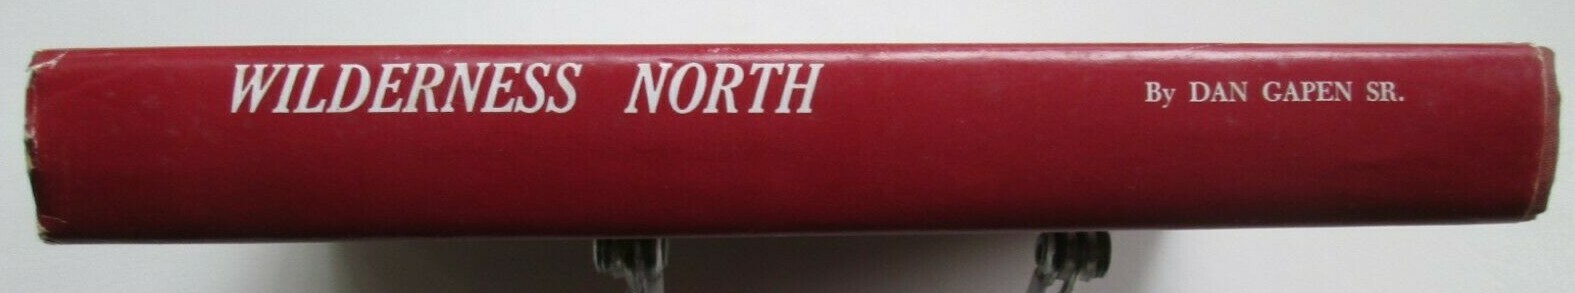 WILDERNESS NORTH By DAN GAPEN SR.